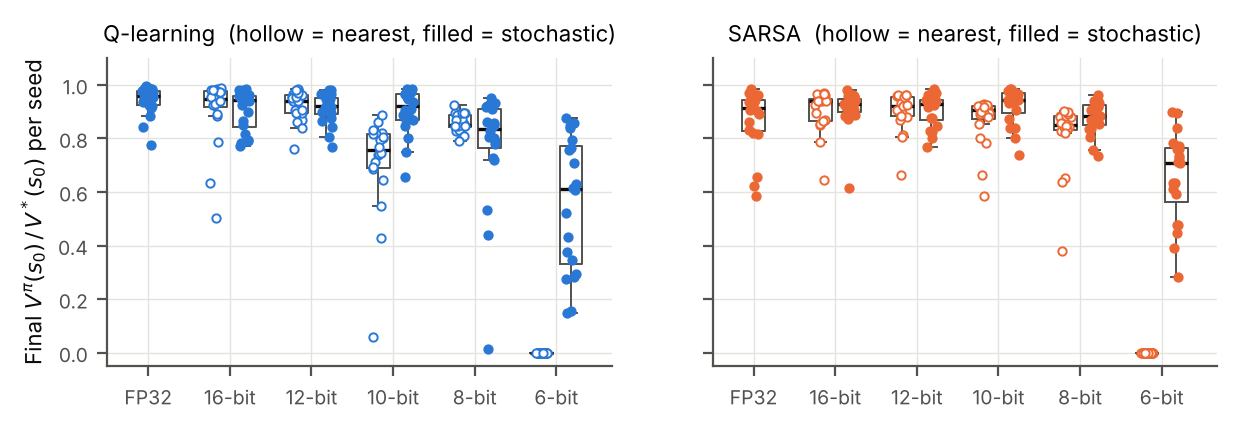 Q-learning (hollow = nearest, filled = stochastic)
SARSA (hollow = nearest, filled = stochastic)
Final V^π(s₀) / V^*(s₀) per seed
1.0
0.8
0.6
0.4
0.2
0.0
FP32 16-bit 12-bit 10-bit 8-bit 6-bit
FP32 16-bit 12-bit 10-bit 8-bit 6-bit